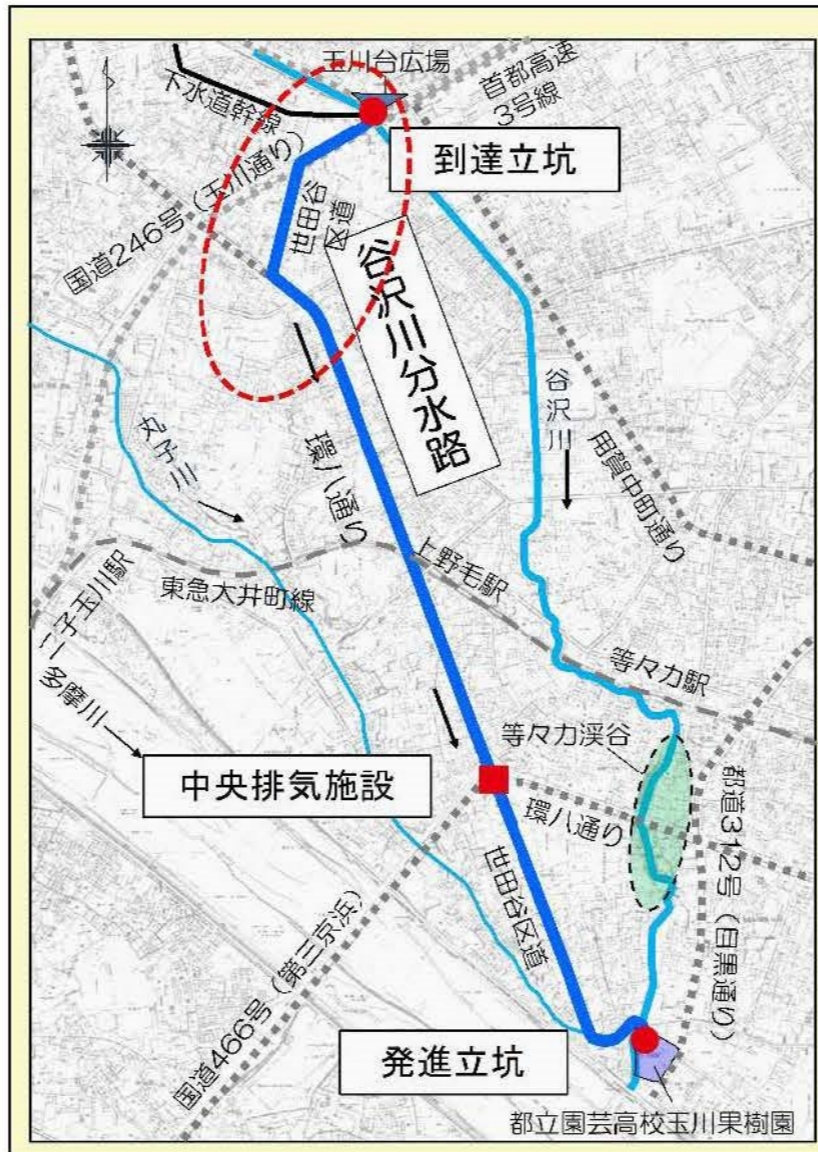 玉川台広場
下水道幹線
首都高速
3号線
到達立坑
国道246号（玉川通り）
世田谷
区道
谷沢川分水路
谷沢川
丸子川
環八通り
用賀中町通り
上野毛駅
東急大井町線
二子玉川駅
等々力駅
多摩川
等々力渓谷
中央排気施設
環八通り
都道312号（目黒通り）
世田谷区道
国道466号（第三京浜）
発進立坑
都立園芸高校玉川果樹園